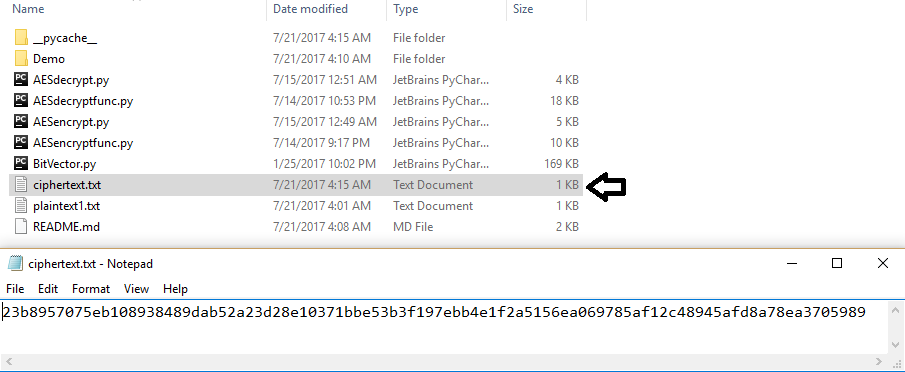 Name Date modified Type Size
__pycache__ 7/21/2017 4:15 AM File folder
Demo 7/21/2017 4:10 AM File folder
PC AESdecrypt.py 7/15/2017 12:51 AM JetBrains PyChar... 4 KB
PC AESdecryptfunc.py 7/14/2017 10:53 PM JetBrains PyChar... 18 KB
PC AESencrypt.py 7/15/2017 12:49 AM JetBrains PyChar... 5 KB
PC AESencryptfunc.py 7/14/2017 9:17 PM JetBrains PyChar... 10 KB
PC BitVector.py 1/25/2017 10:02 PM JetBrains PyChar... 169 KB
ciphertext.txt 7/21/2017 4:15 AM Text Document 1 KB
plaintext1.txt 7/21/2017 4:01 AM Text Document 1 KB
README.md 7/21/2017 4:08 AM MD File 2 KB
ciphertext.txt - Notepad
File Edit Format View Help
23b8957075eb108938489dab52a23d28e10371bbe53b3f197ebb4e1f2a5156ea069785af12c48945afd8a78ea3705989